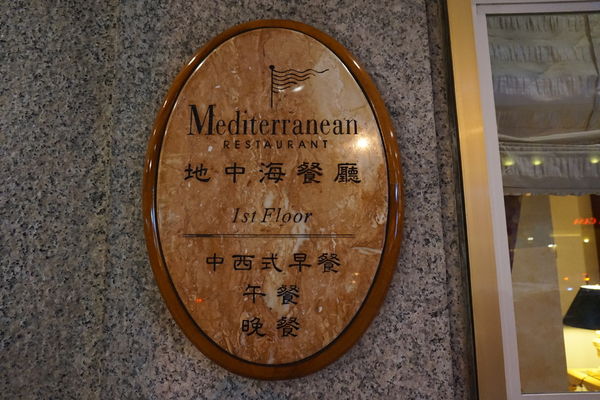 Mediterranean
RESTAURANT
地中海餐廳
1st Floor
中西式早餐
午餐
晚餐